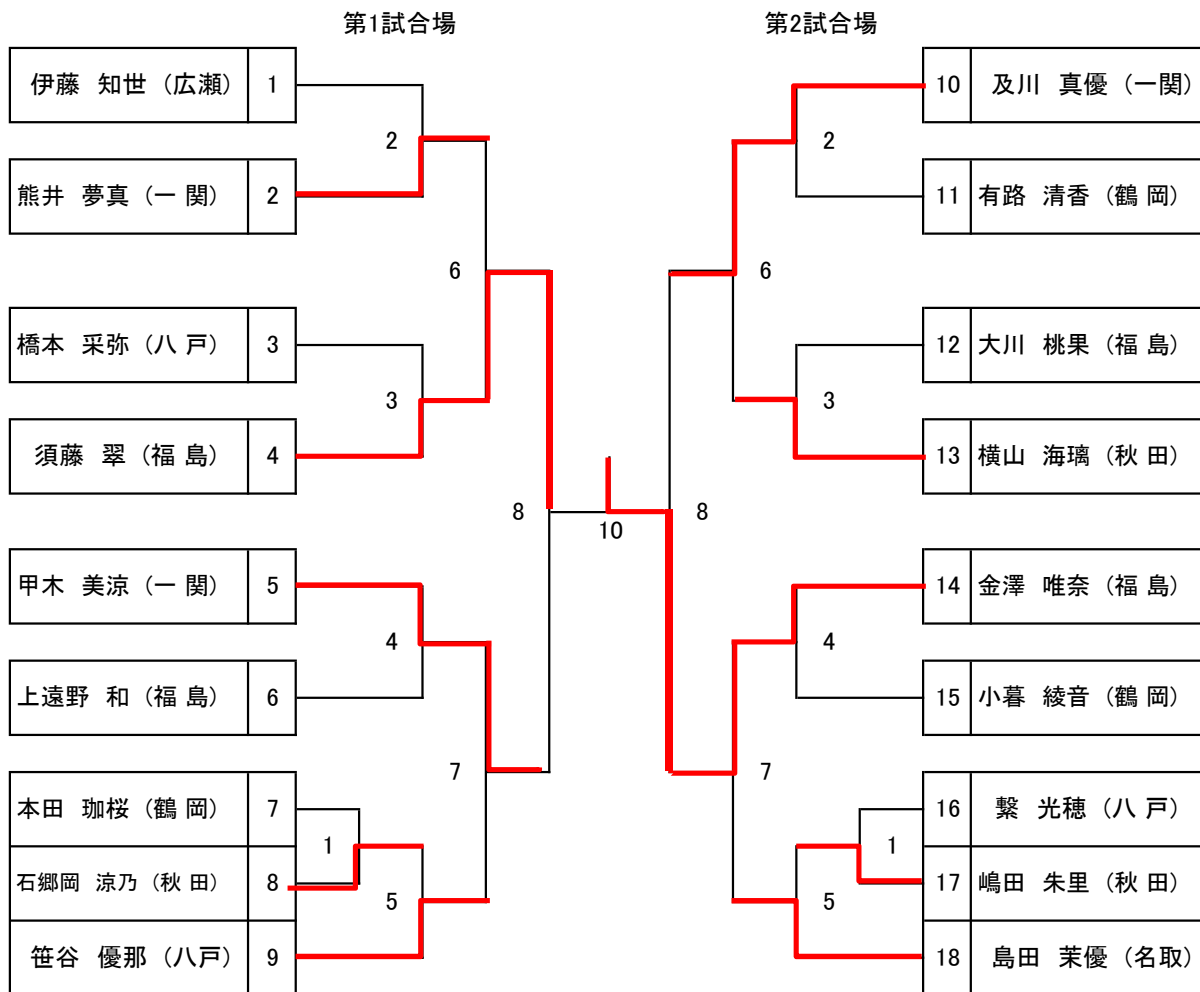 第1試合場
第2試合場
伊藤 知世 (広瀬) 1
2
熊井 夢真 (一 関) 2
6
橋本 采弥 (八 戸) 3
3
須藤 翠 (福 島) 4
8
甲木 美涼 (一 関) 5
4
上遠野 和 (福 島) 6
7
本田 珈桜 (鶴 岡) 7
1
石郷岡 涼乃 (秋 田) 8
5
笹谷 優那 (八戸) 9
10
10 及川 真優 (一関)
2
11 有路 清香 (鶴 岡)
6
12 大川 桃果 (福 島)
3
13 横山 海璃 (秋 田)
8
14 金澤 唯奈 (福 島)
4
15 小暮 綾音 (鶴 岡)
7
16 繋 光穂 (八 戸)
1
17 嶋田 朱里 (秋 田)
5
18 島田 茉優 (名取)